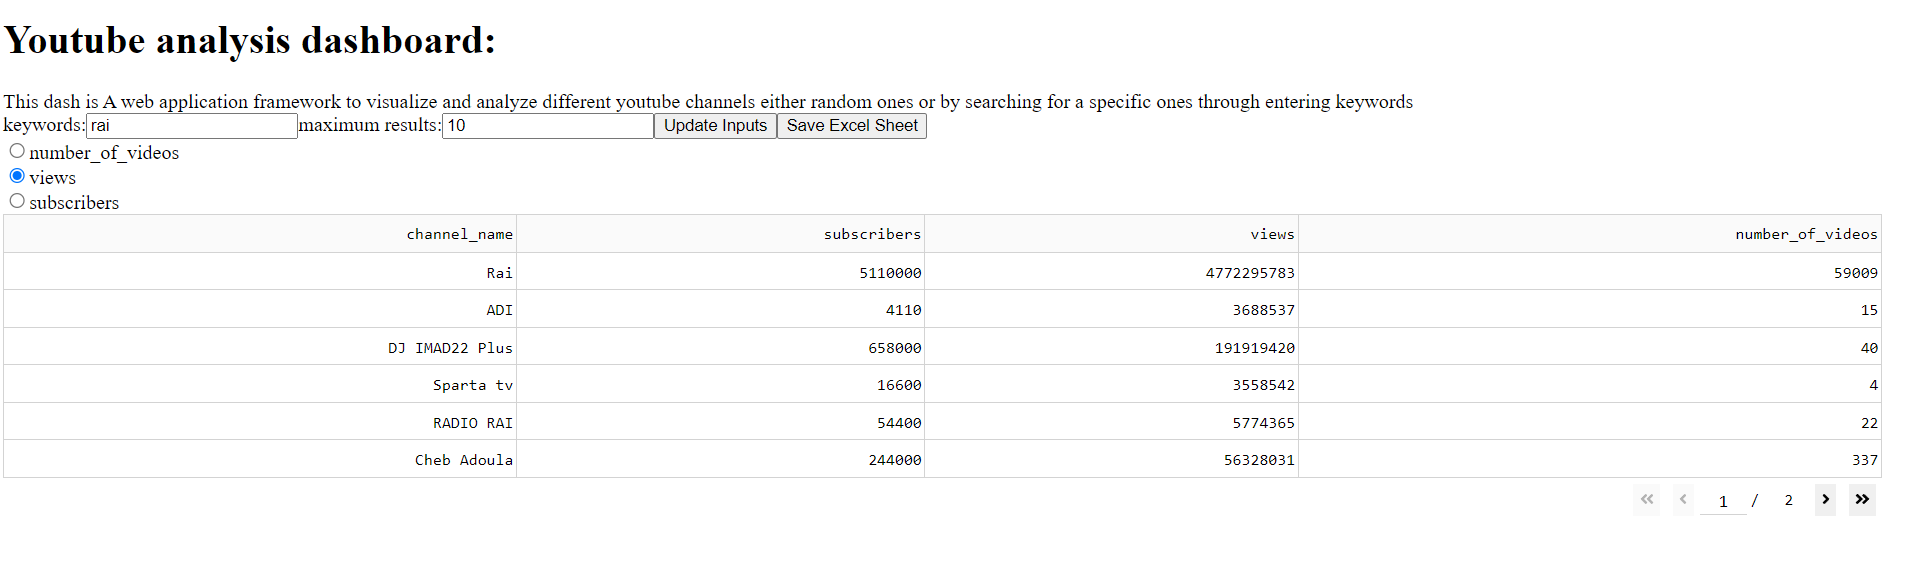 Youtube analysis dashboard:
This dash is A web application framework to visualize and analyze different youtube channels either random ones or by searching for a specific ones through entering keywords
keywords: rai maximum results: 10 Update Inputs Save Excel Sheet
number_of_videos
views
subscribers
channel_name subscribers views number_of_videos
Rai 5110000 4772295783 59009
ADI 4110 3688537 15
DJ IMAD22 Plus 658000 191919420 40
Sparta tv 16600 3558542 4
RADIO RAI 54400 5774365 22
Cheb Adoula 244000 56328031 337
1 / 2